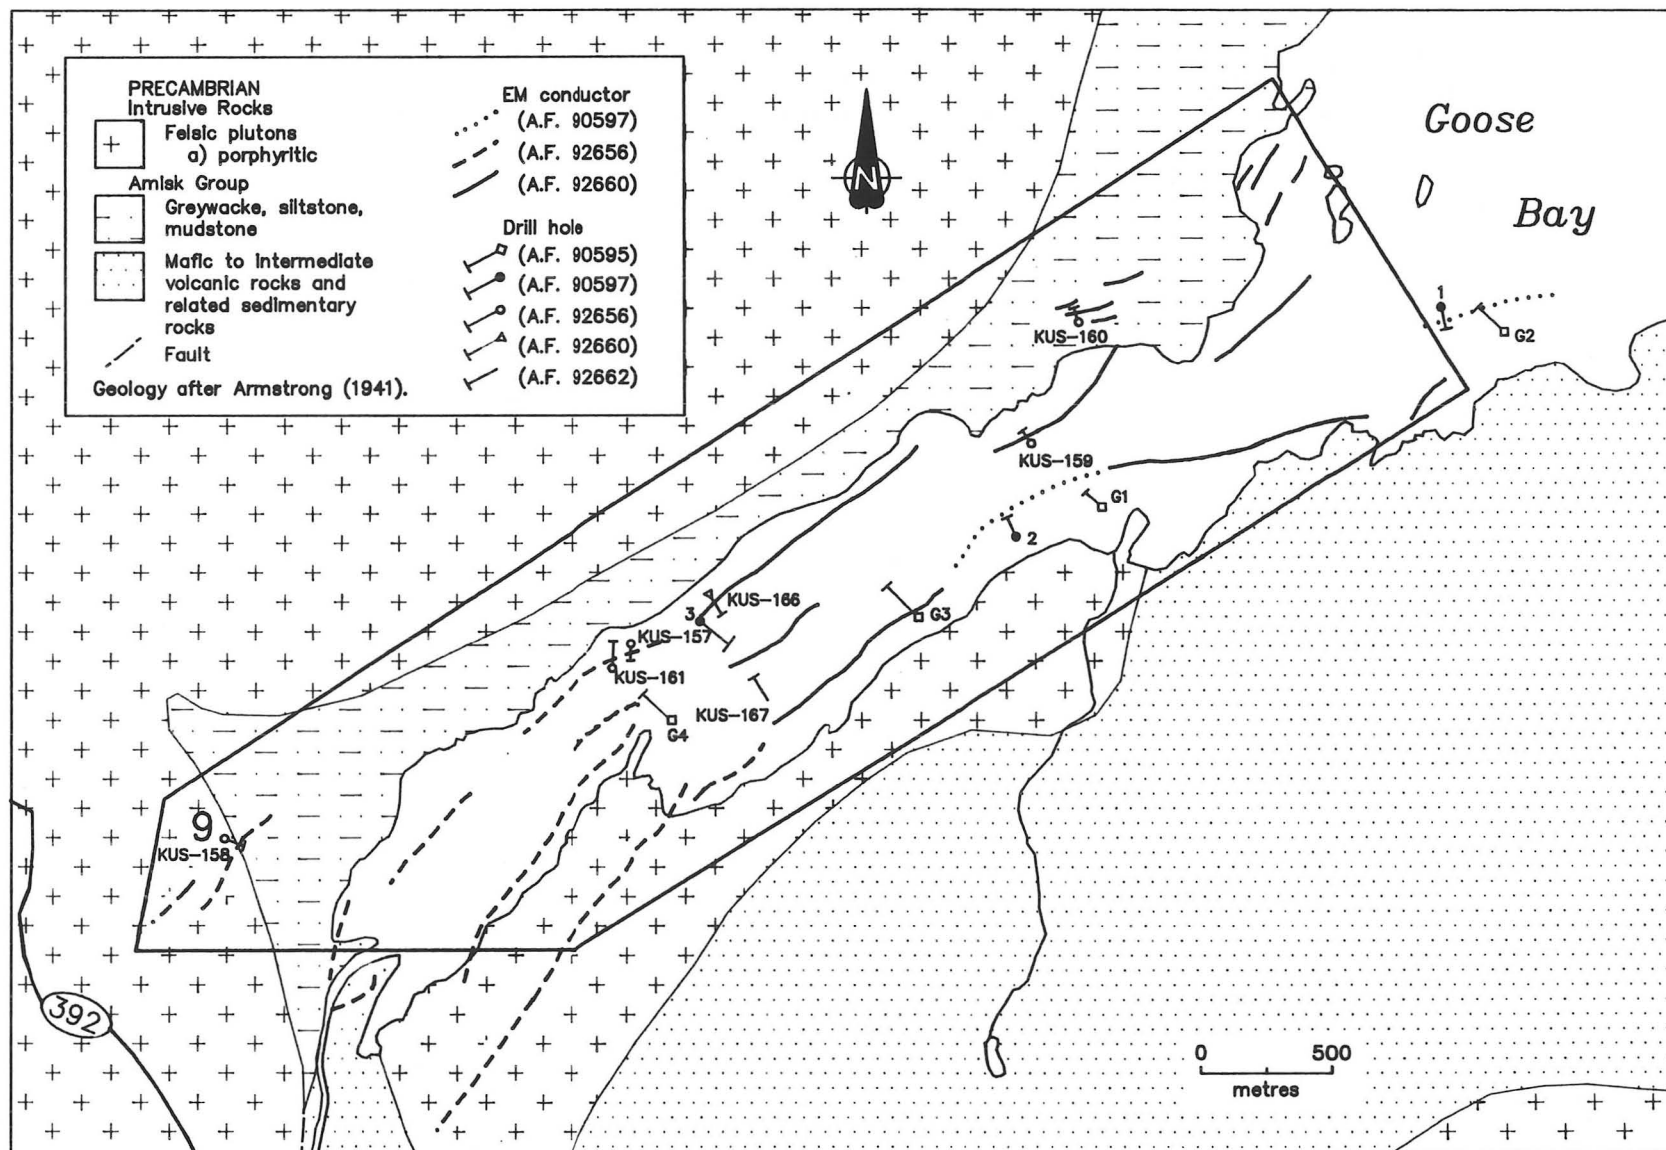 PRECAMBRIAN
Intrusive Rocks
Felsic plutons
a) porphyritic
Amisk Group
Greywacke, siltstone,
mudstone
Mafic to intermediate
volcanic rocks and
related sedimentary
rocks
Fault
Geology after Armstrong (1941).
EM conductor
(A.F. 90597)
(A.F. 92656)
(A.F. 92660)
Drill hole
(A.F. 90595)
(A.F. 90597)
(A.F. 92656)
(A.F. 92660)
(A.F. 92662)
N
Goose
Bay
1
G2
KUS-160
KUS-159
G1
2
G3
KUS-166
3
KUS-157
KUS-161
KUS-167
G4
9
KUS-158
392
0 500
metres